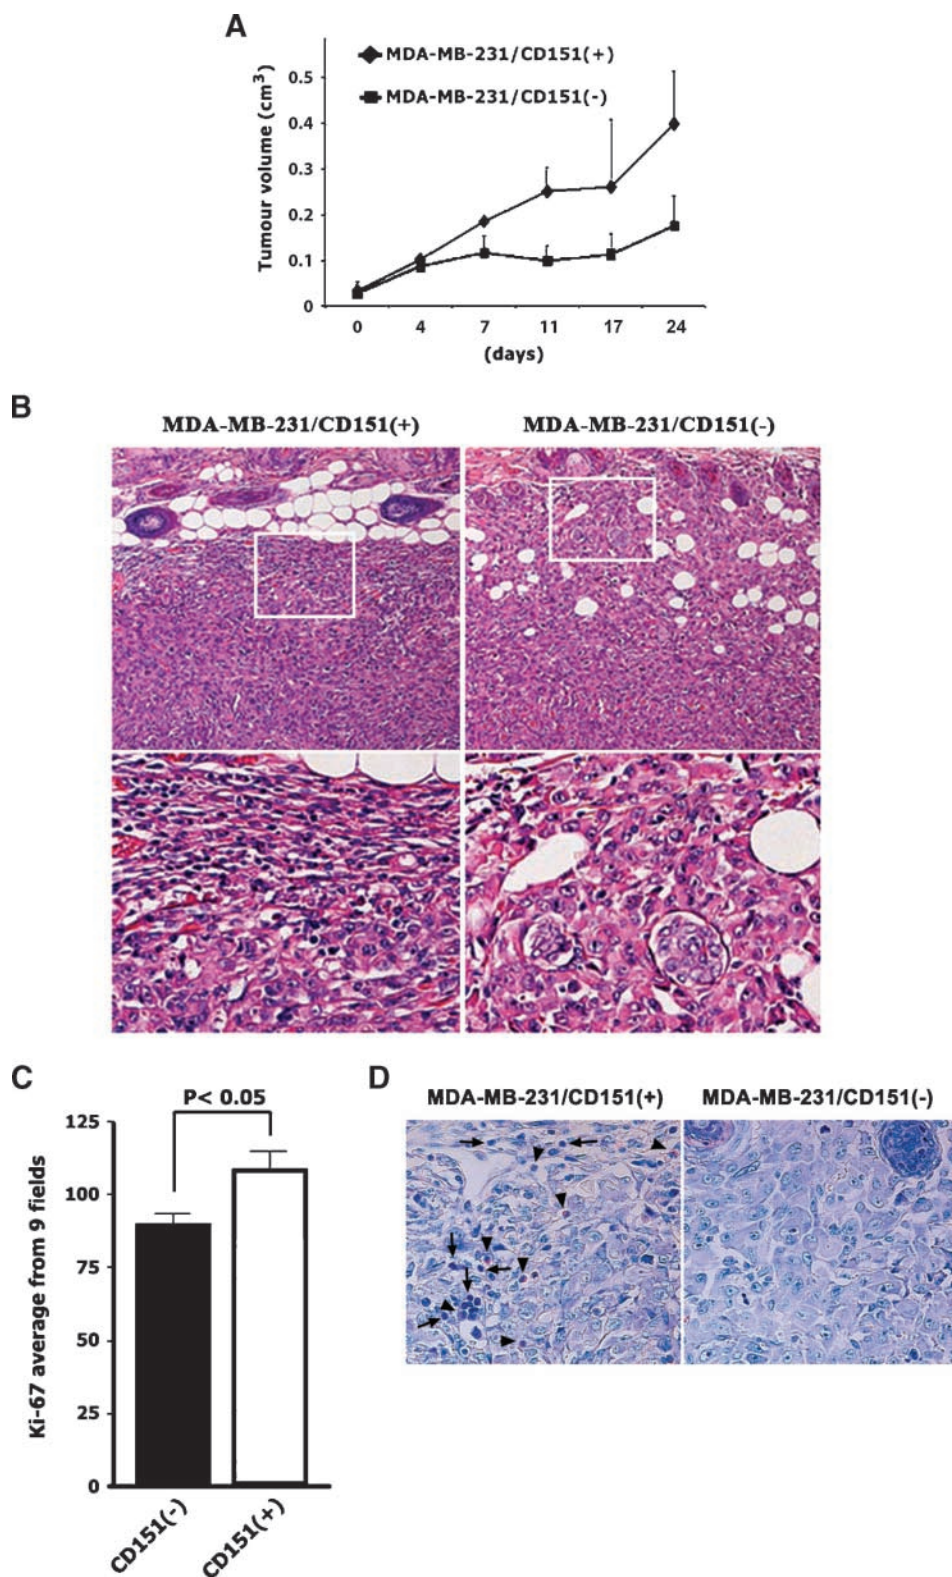 A
MDA-MB-231/CD151(+)
MDA-MB-231/CD151(-)
Tumour volume (cm³)
0.5
0.4
0.3
0.2
0.1
0
0 4 7 11 17 24
(days)
B
MDA-MB-231/CD151(+) MDA-MB-231/CD151(-)
C
P< 0.05
Ki-67 average from 9 fields
125
100
75
50
25
0
CD151(-) CD151(+)
D
MDA-MB-231/CD151(+) MDA-MB-231/CD151(-)